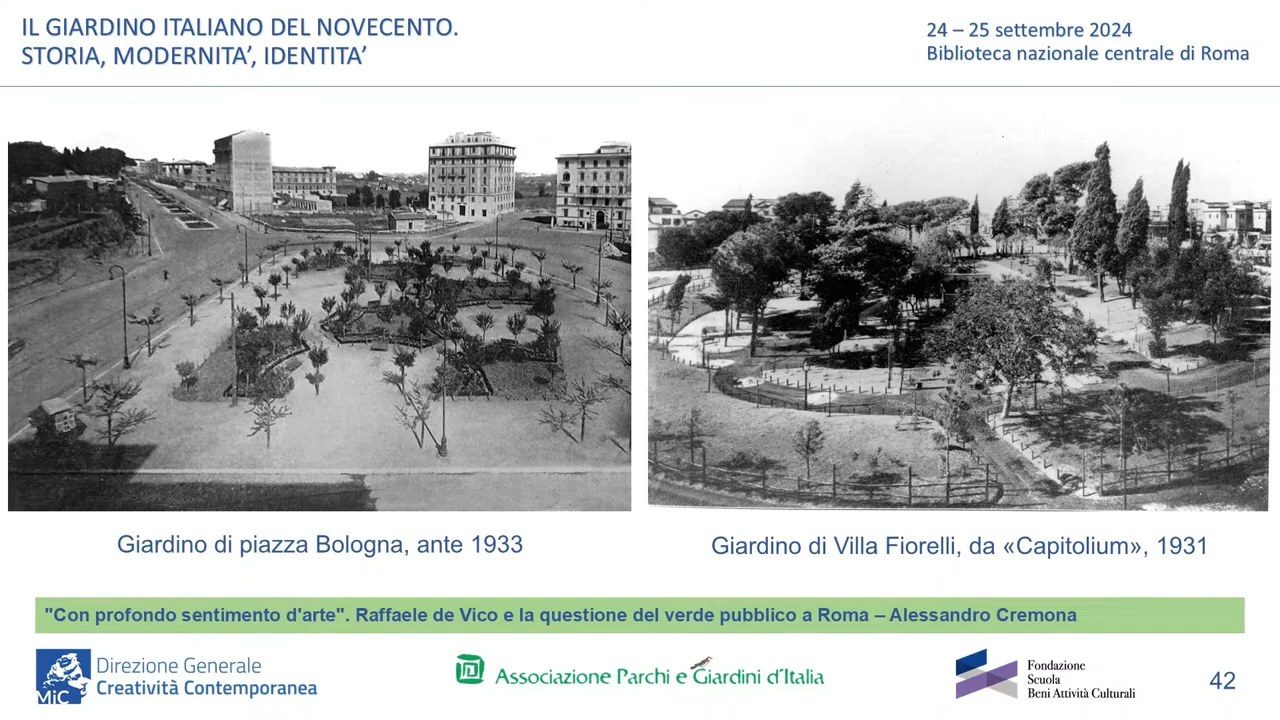 IL GIARDINO ITALIANO DEL NOVECENTO.
STORIA, MODERNITA’, IDENTITA’
24 – 25 settembre 2024
Biblioteca nazionale centrale di Roma
Giardino di piazza Bologna, ante 1933
Giardino di Villa Fiorelli, da «Capitolium», 1931
"Con profondo sentimento d'arte". Raffaele de Vico e la questione del verde pubblico a Roma – Alessandro Cremona
MiC
Direzione Generale
Creatività Contemporanea
Associazione Parchi e Giardini d'Italia
Fondazione
Scuola
Beni Attività Culturali
42